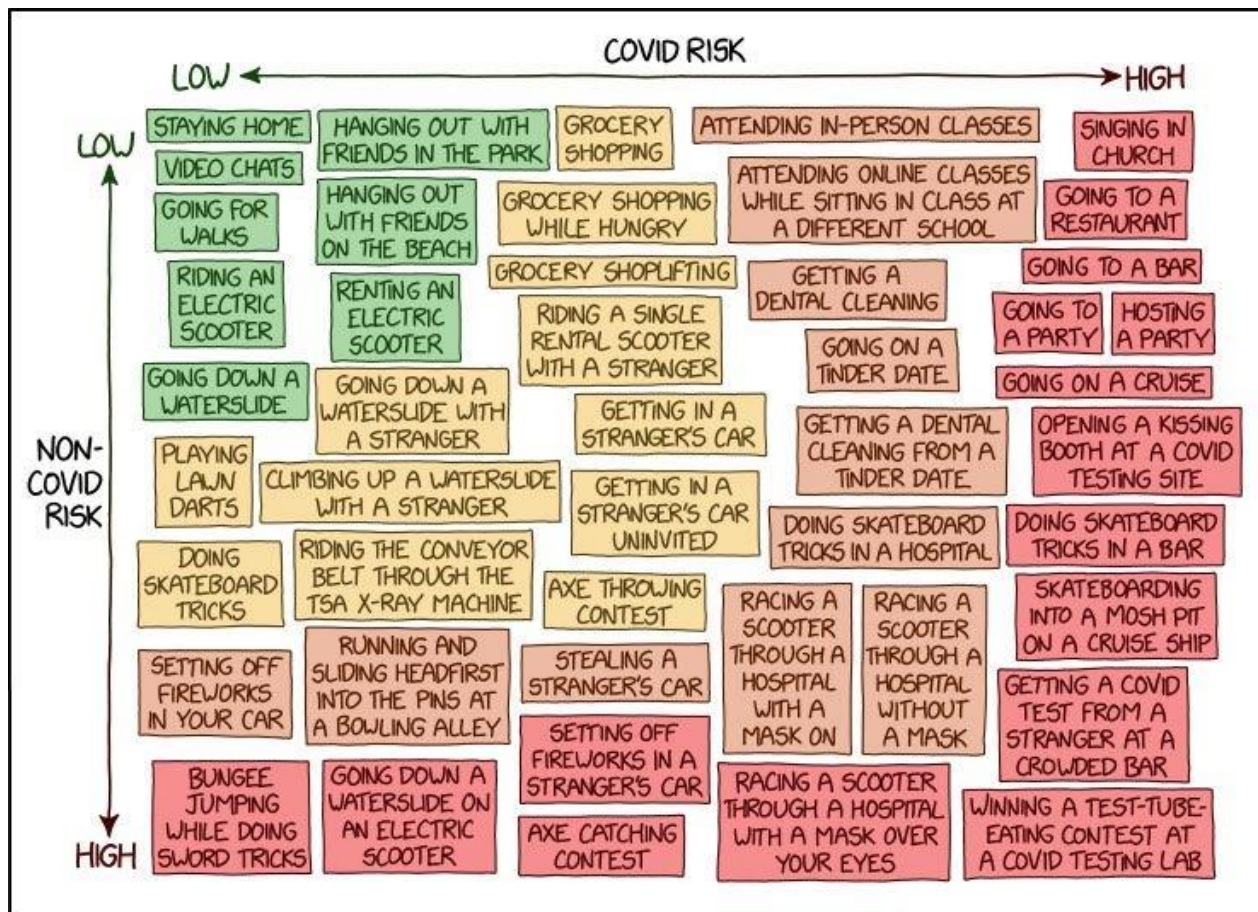 COVID RISK
LOW
HIGH
LOW
NON-
COVID
RISK
HIGH
STAYING HOME
HANGING OUT WITH
FRIENDS IN THE PARK
GROCERY
SHOPPING
ATTENDING IN-PERSON CLASSES
SINGING IN
CHURCH
VIDEO CHATS
GOING FOR
WALKS
HANGING OUT
WITH FRIENDS
ON THE BEACH
GROCERY SHOPPING
WHILE HUNGRY
ATTENDING ONLINE CLASSES
WHILE SITTING IN CLASS AT
A DIFFERENT SCHOOL
GOING TO A
RESTAURANT
RIDING AN
ELECTRIC
SCOOTER
RENTING AN
ELECTRIC
SCOOTER
GROCERY SHOPLIFTING
GETTING A
DENTAL CLEANING
GOING TO A BAR
RIDING A SINGLE
RENTAL SCOOTER
WITH A STRANGER
GOING TO
A PARTY
HOSTING
A PARTY
GOING ON A
TINDER DATE
GOING DOWN A
WATERSLIDE
GOING DOWN A
WATERSLIDE WITH
A STRANGER
GETTING IN A
STRANGER'S CAR
GOING ON A CRUISE
PLAYING
LAWN
DARTS
CLIMBING UP A WATERSLIDE
WITH A STRANGER
GETTING IN A
STRANGER'S CAR
UNINVITED
GETTING A DENTAL
CLEANING FROM A
TINDER DATE
OPENING A KISSING
BOOTH AT A COVID
TESTING SITE
DOING SKATEBOARD
TRICKS IN A HOSPITAL
DOING SKATEBOARD
TRICKS IN A BAR
DOING
SKATEBOARD
TRICKS
RIDING THE CONVEYOR
BELT THROUGH THE
TSA X-RAY MACHINE
AXE THROWING
CONTEST
RACING A
SCOOTER
THROUGH A
HOSPITAL
WITH A
MASK ON
RACING A
SCOOTER
THROUGH A
HOSPITAL
WITHOUT
A MASK
SKATEBOARDING
INTO A MOSH PIT
ON A CRUISE SHIP
SETTING OFF
FIREWORKS
IN YOUR CAR
RUNNING AND
SLIDING HEADFIRST
INTO THE PINS AT
A BOWLING ALLEY
STEALING A
STRANGER'S CAR
GETTING A COVID
TEST FROM A
STRANGER AT A
CROWDED BAR
SETTING OFF
FIREWORKS IN A
STRANGER'S CAR
BUNGEE
JUMPING
WHILE DOING
SWORD TRICKS
GOING DOWN A
WATERSLIDE ON
AN ELECTRIC
SCOOTER
AXE CATCHING
CONTEST
RACING A SCOOTER
THROUGH A HOSPITAL
WITH A MASK OVER
YOUR EYES
WINNING A TEST-TUBE-
EATING CONTEST AT
A COVID TESTING LAB